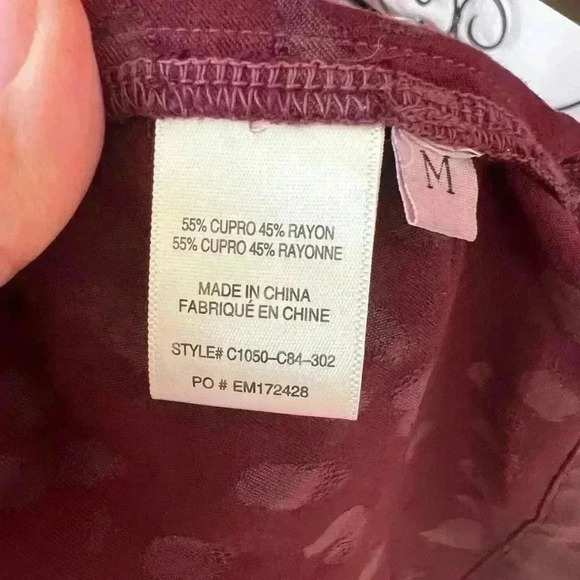 55% CUPRO 45% RAYON
55% CUPRO 45% RAYONNE
MADE IN CHINA
FABRIQUÉ EN CHINE
STYLE# C1050-C84-302
PO # EM172428
M